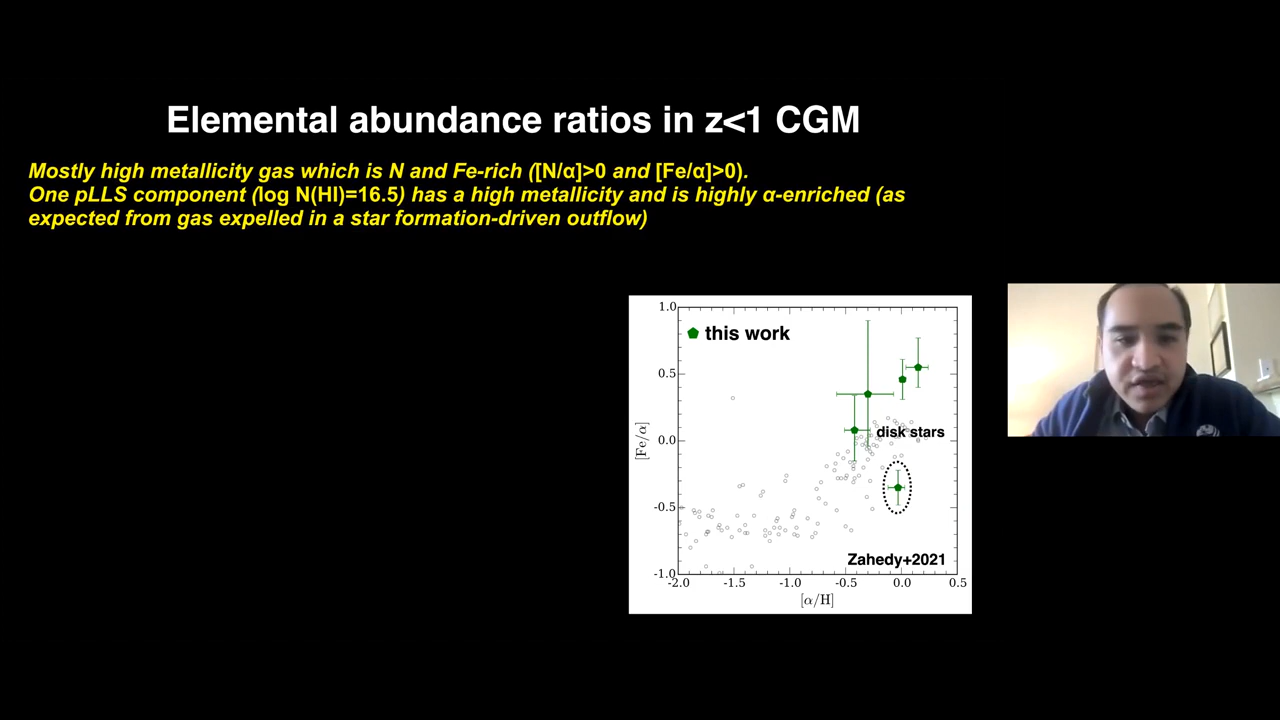 Elemental abundance ratios in z<1 CGM
Mostly high metallicity gas which is N and Fe-rich ([N/α]>0 and [Fe/α]>0).
One pLLS component (log N(HI)=16.5) has a high metallicity and is highly α-enriched (as
expected from gas expelled in a star formation-driven outflow)
1.0
this work
0.5
disk stars
0.0
[Fe/α]
-0.5
Zahedy+2021
-1.0
-2.0 -1.5 -1.0 -0.5 0.0 0.5
[α/H]